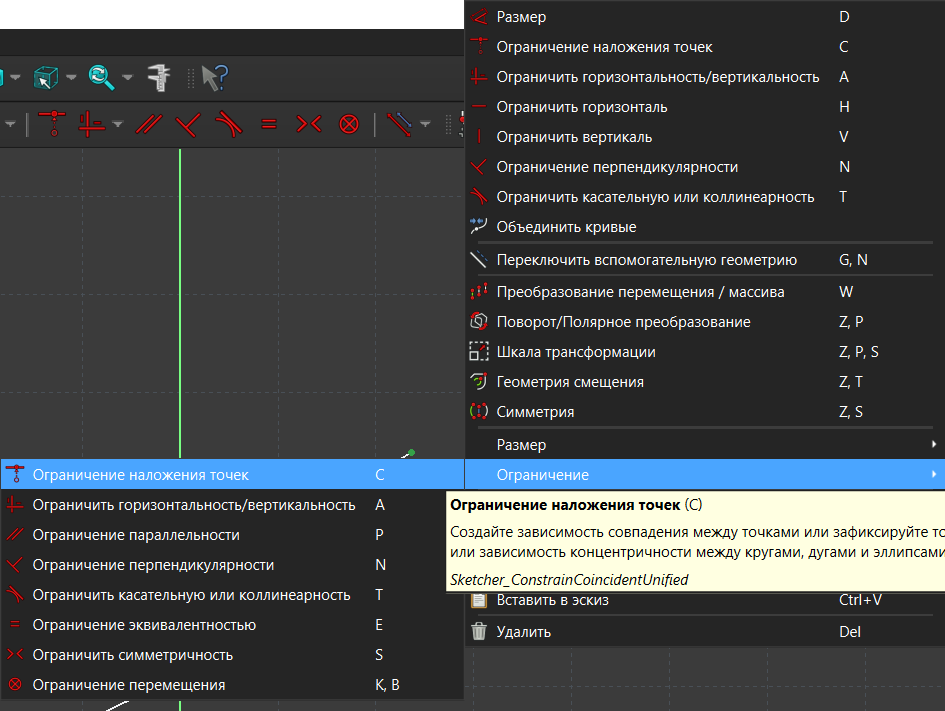 Размер D
Ограничение наложения точек C
Ограничить горизонтальность/вертикальность A
Ограничить горизонталь H
Ограничить вертикаль V
Ограничение перпендикулярности N
Ограничить касательную или коллинеарность T
Объединить кривые
Переключить вспомогательную геометрию G, N
Преобразование перемещения / массива W
Поворот/Полярное преобразование Z, P
Шкала трансформации Z, P, S
Геометрия смещения Z, T
Симметрия Z, S
Размер
Ограничение
Ограничение наложения точек C
Ограничить горизонтальность/вертикальность A
Ограничение параллельности P
Ограничение перпендикулярности N
Ограничить касательную или коллинеарность T
Ограничение эквивалентностью E
Ограничить симметричность S
Ограничение перемещения K, B
Ограничение наложения точек (C)
Создайте зависимость совпадения между точками или зафиксируйте
или зависимость концентричности между кругами, дугами и эллипсами
Sketcher_ConstrainCoincidentUnified
Вставить в эскиз Ctrl+V
Удалить Del